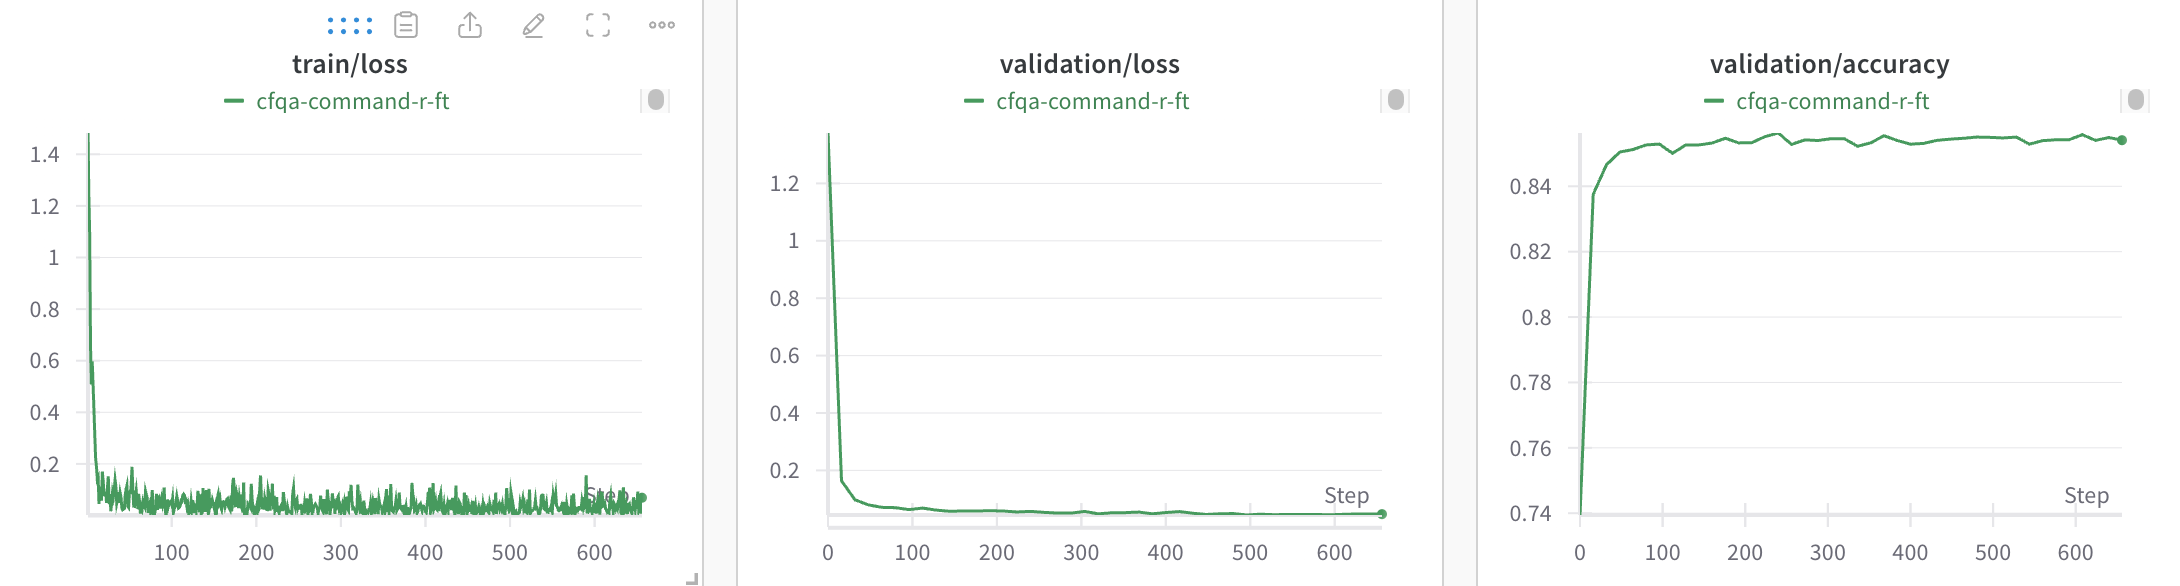 train/loss
cfqa-command-r-ft
1.4
1.2
1
0.8
0.6
0.4
0.2
Step
100 200 300 400 500 600
validation/loss
cfqa-command-r-ft
1.2
1
0.8
0.6
0.4
0.2
Step
0 100 200 300 400 500 600
validation/accuracy
cfqa-command-r-ft
0.84
0.82
0.8
0.78
0.76
0.74
Step
0 100 200 300 400 500 600